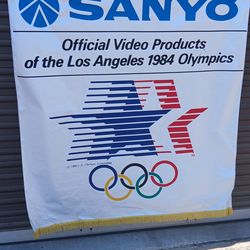 SANYO
Official Video Products
of the Los Angeles 1984 Olympics